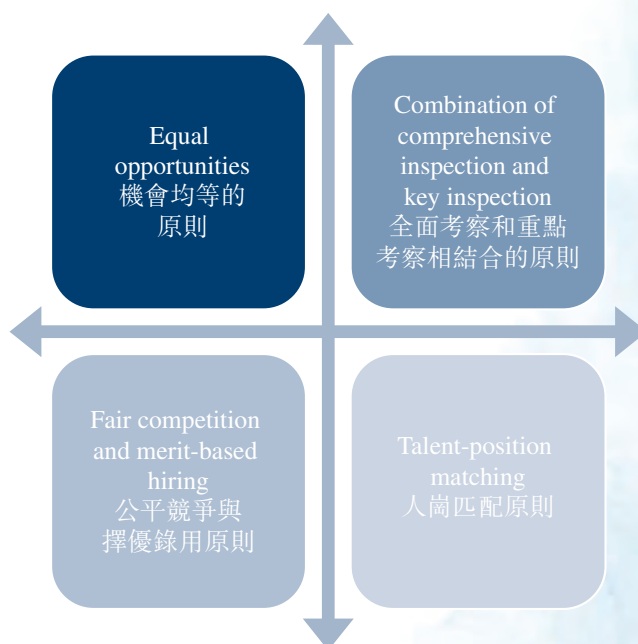 Equal
opportunities
機會均等的
原則
Combination of
comprehensive
inspection and
key inspection
全面考察和重點
考察相結合的原則
Fair competition
and merit-based
hiring
公平競爭與
擇優錄用原則
Talent-position
matching
人崗匹配原則